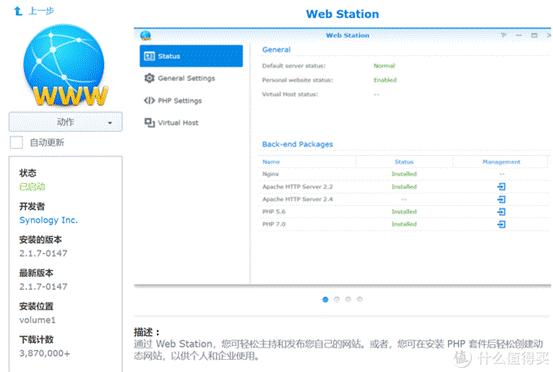 上一步
WWW
动作
自动更新
状态
已启动
开发者
Synology Inc.
安装的版本
2.1.7-0147
最新版本
2.1.7-0147
安装位置
volume1
下载计数
3,870,000+
Web Station
Web Station
Status
General Settings
PHP Settings
Virtual Host
General
Default server status: Normal
Personal website status: Enabled
Virtual Host status: --
Back-end Packages
Name Status Management
Nginx Installed --
Apache HTTP Server 2.2 Installed
Apache HTTP Server 2.4 --
PHP 5.6 Installed
PHP 7.0 Installed
描述：
通过 Web Station，您可轻松主持和发布您自己的网站。或者，您可在安装 PHP 套件后轻松创建动
态网站，以供个人和企业使用。
值 什么值得买